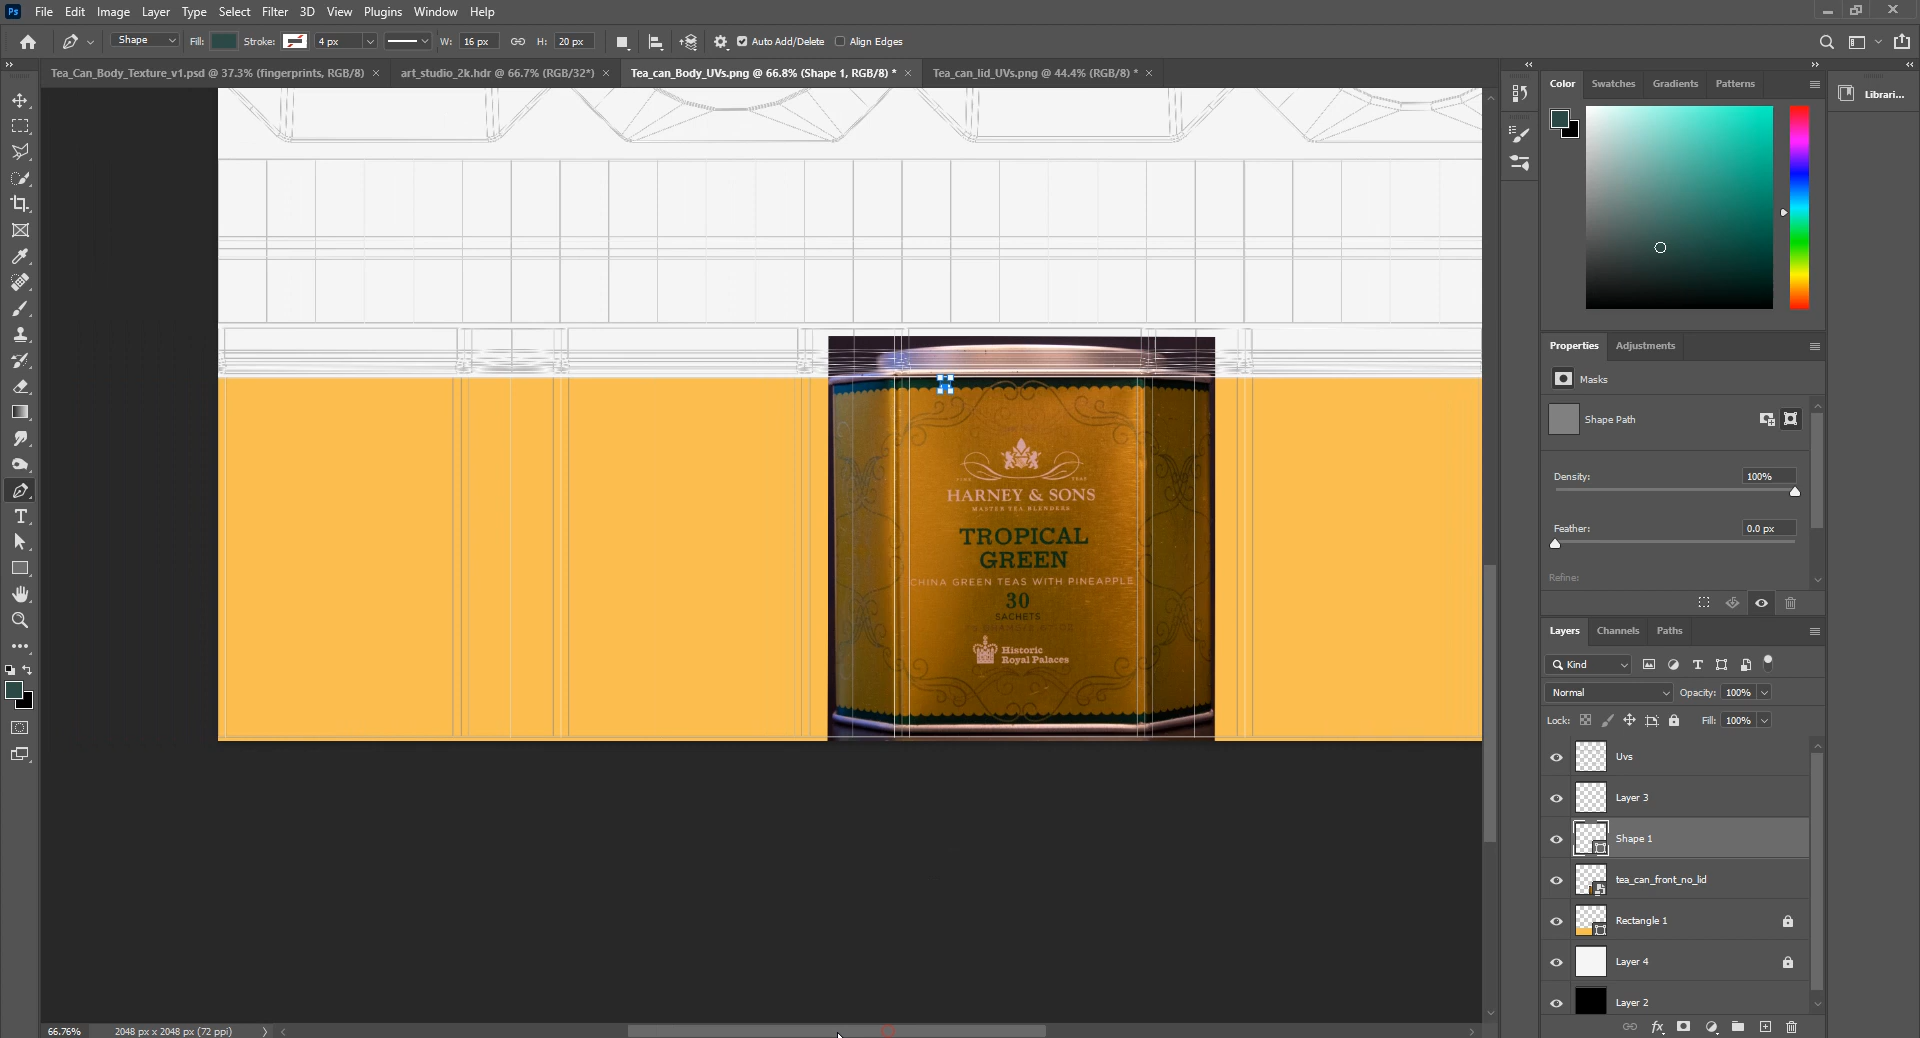 Ps File Edit Image Layer Type Select Filter 3D View Plugins Window Help
Shape Fill: Stroke: 4 px W: 16 px H: 20 px Auto Add/Delete Align Edges
Tea_Can_Body_Texture_v1.psd @ 37.3% (fingerprints, RGB/8) × art_studio_2k.hdr @ 66.7% (RGB/32*) × Tea_can_Body_UVs.png @ 66.8% (Shape 1, RGB/8) * × Tea_can_lid_UVs.png @ 44.4% (RGB/8) * ×
Color Swatches Gradients Patterns
Librari...
Properties Adjustments
Masks
Shape Path
Density: 100%
Feather: 0.0 px
Refine:
HARNEY & SONS
MASTER TEA BLENDERS
TROPICAL
GREEN
CHINA GREEN TEAS WITH PINEAPPLE
30
SACHETS
Historic
Royal Palaces
Layers Channels Paths
Kind
Normal Opacity: 100%
Lock: Fill: 100%
Uvs
Layer 3
Shape 1
tea_can_front_no_lid
Rectangle 1
Layer 4
Layer 2
66.76% 2048 px x 2048 px (72 ppi)